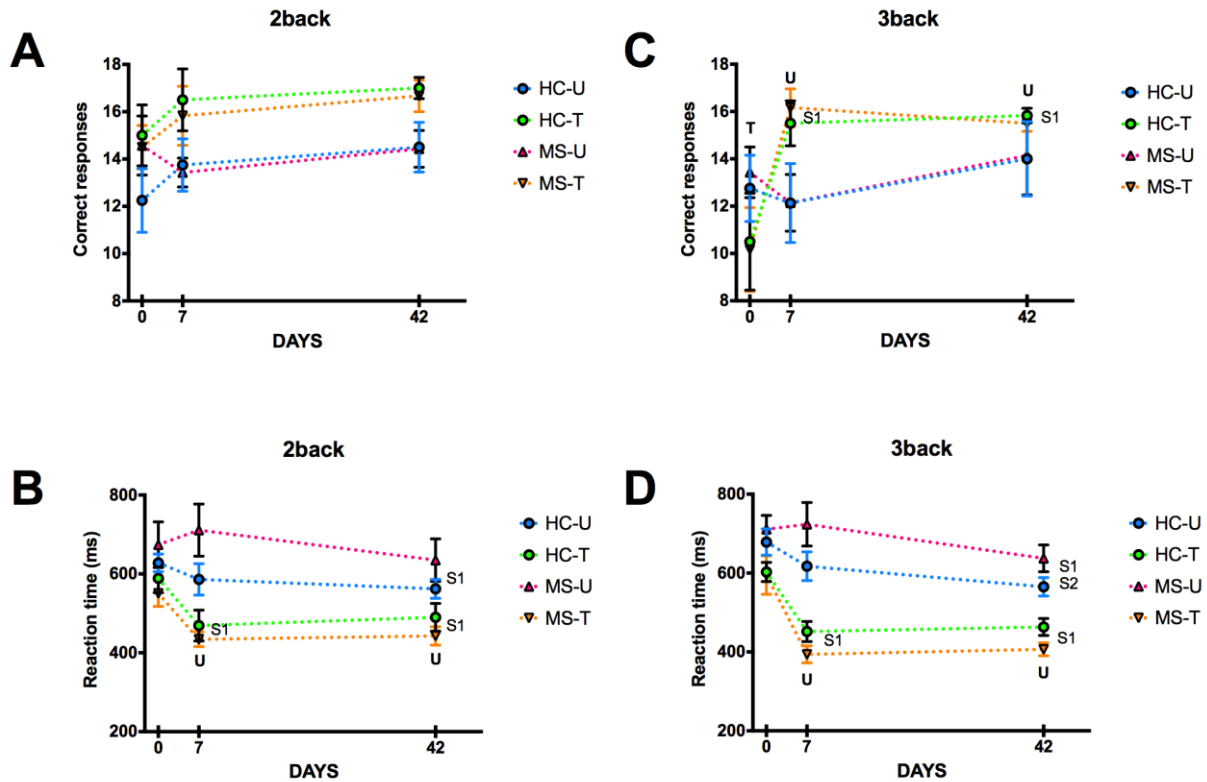 A
2back
Correct responses
18
16
14
12
10
8
0
7
42
DAYS
HC-U
HC-T
MS-U
MS-T
C
3back
Correct responses
18
16
14
12
10
8
T
U
S1
U
S1
0
7
42
DAYS
HC-U
HC-T
MS-U
MS-T
B
2back
Reaction time (ms)
800
600
400
200
S1
U
S1
S1
U
0
7
42
DAYS
HC-U
HC-T
MS-U
MS-T
D
3back
Reaction time (ms)
800
600
400
200
S1
U
S1
S2
S1
U
0
7
42
DAYS
HC-U
HC-T
MS-U
MS-T